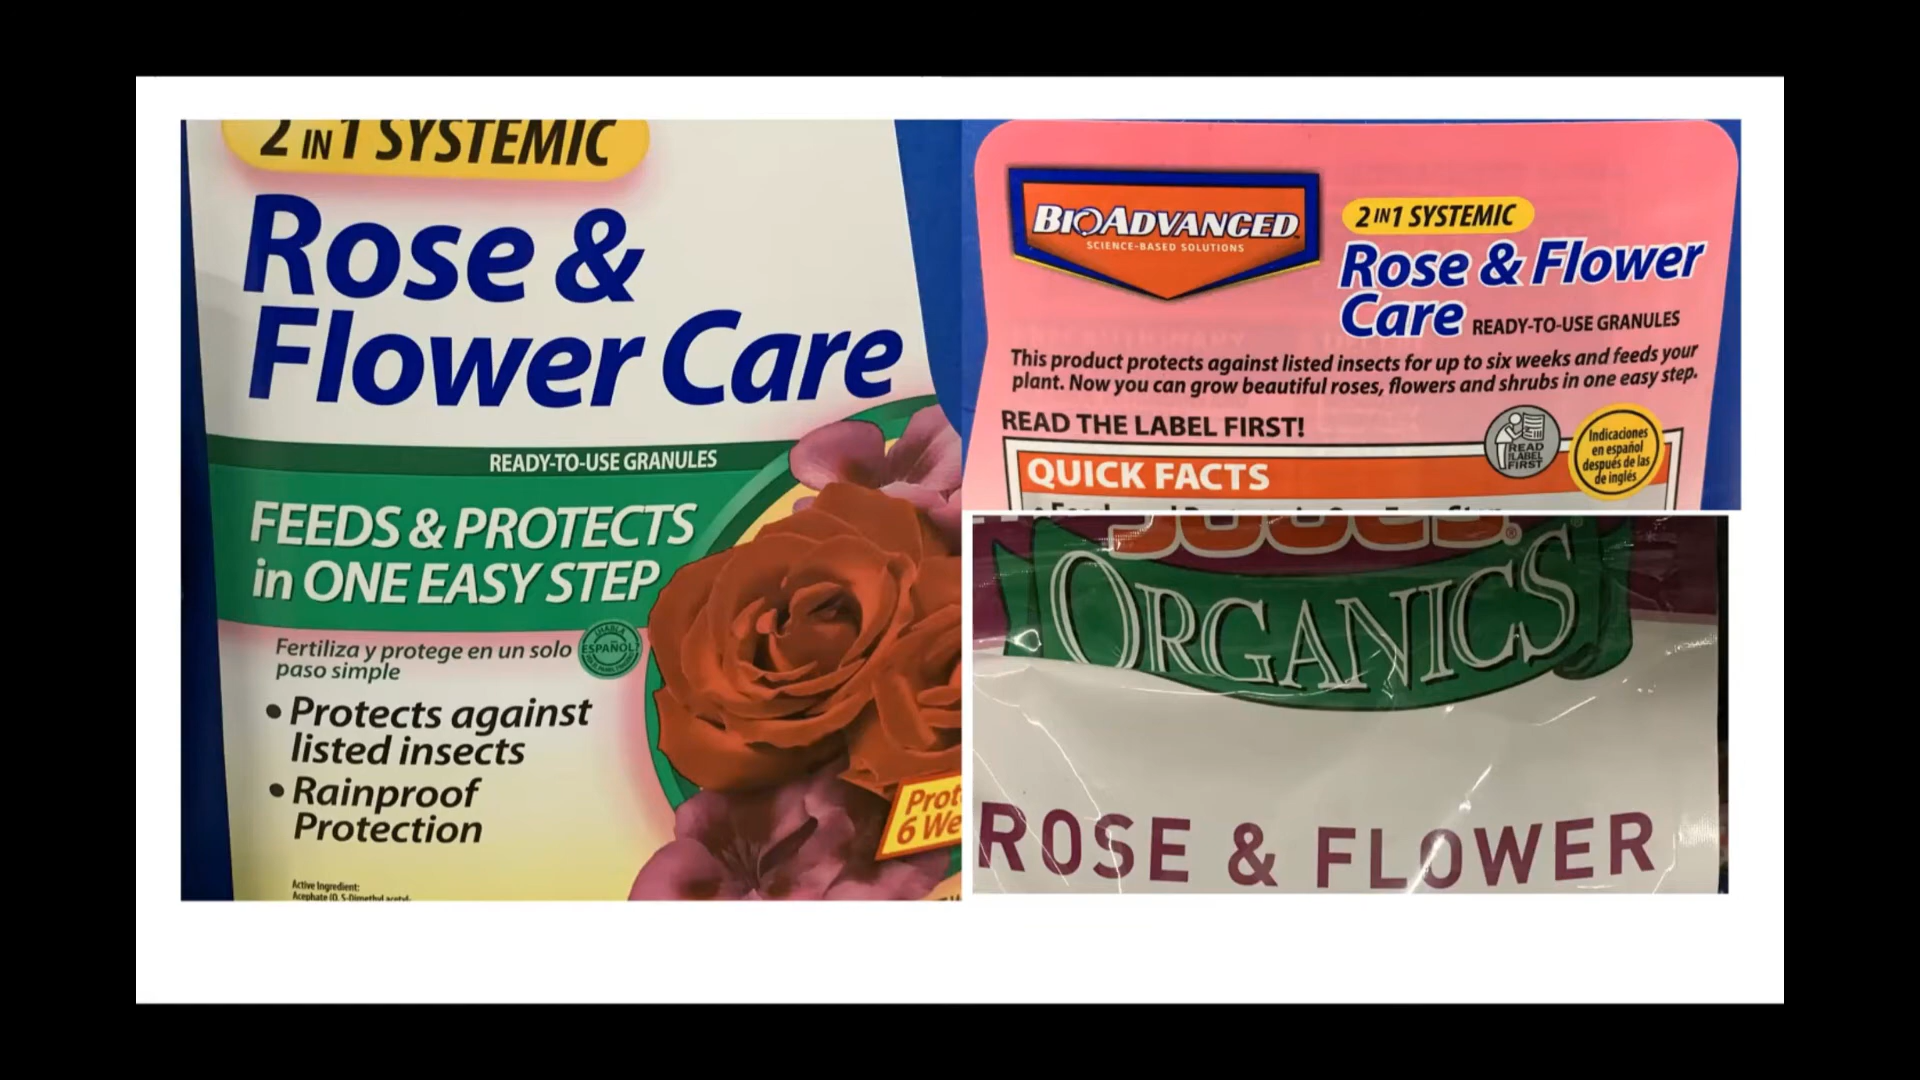 2 IN 1 SYSTEMIC
Rose &
Flower Care
READY-TO-USE GRANULES
FEEDS & PROTECTS
in ONE EASY STEP
Fertiliza y protege en un solo
paso simple
ESPAÑOL
• Protects against
listed insects
• Rainproof
Protection
Prot
6 We
Active Ingredient:
BIOADVANCED
SCIENCE-BASED SOLUTIONS
2 IN 1 SYSTEMIC
Rose & Flower
Care READY-TO-USE GRANULES
This product protects against listed insects for up to six weeks and feeds your
plant. Now you can grow beautiful roses, flowers and shrubs in one easy step.
READ THE LABEL FIRST!
READ
THE LABEL
FIRST
Indicaciones
en español
después de las
de inglés
QUICK FACTS
ORGANICS
ROSE & FLOWER